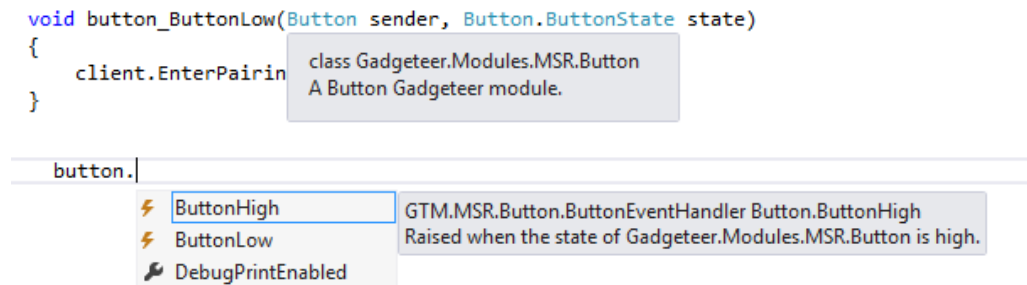 void button_ButtonLow(Button sender, Button.ButtonState state)
{
class Gadgeteer.Modules.MSR.Button
client.EnterPairin
A Button Gadgeteer module.
}
button.
ButtonHigh
GTM.MSR.Button.ButtonEventHandler Button.ButtonHigh
ButtonLow
Raised when the state of Gadgeteer.Modules.MSR.Button is high.
DebugPrintEnabled